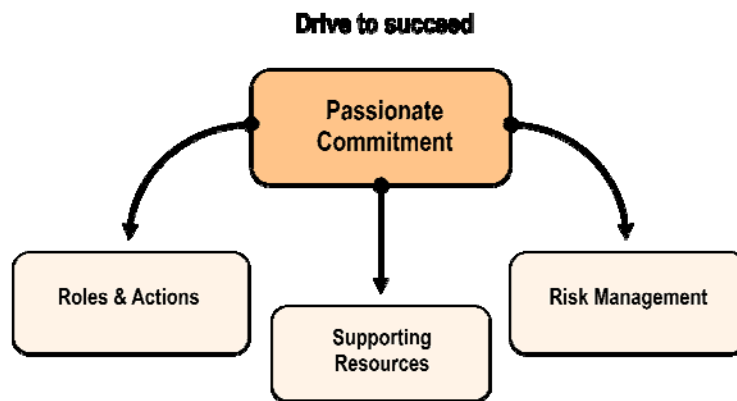 Drive to succeed
Passionate
Commitment
Roles & Actions
Supporting
Resources
Risk Management